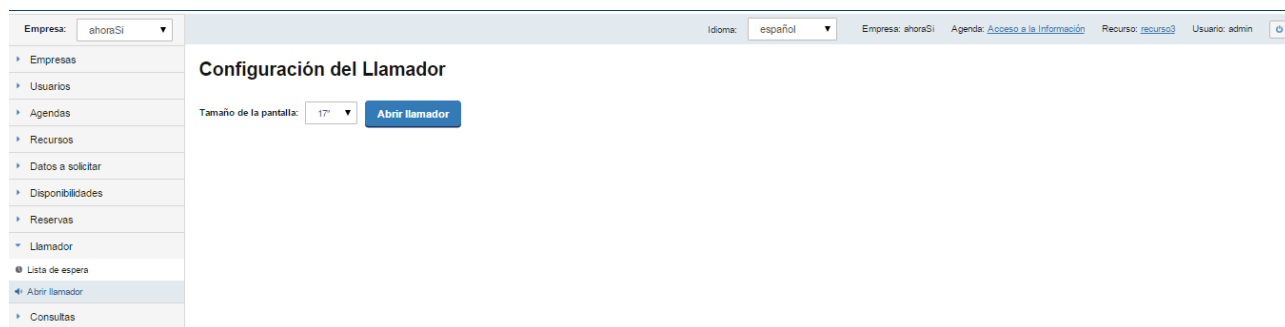 Empresa: ahoraSi
Idioma: español Empresa: ahoraSi Agenda: Acceso a la Información Recurso: recurso3 Usuario: admin
Empresas
Usuarios
Agendas
Recursos
Datos a solicitar
Disponibilidades
Reservas
Llamador
Lista de espera
Abrir llamador
Consultas
Configuración del Llamador
Tamaño de la pantalla: 17" Abrir llamador